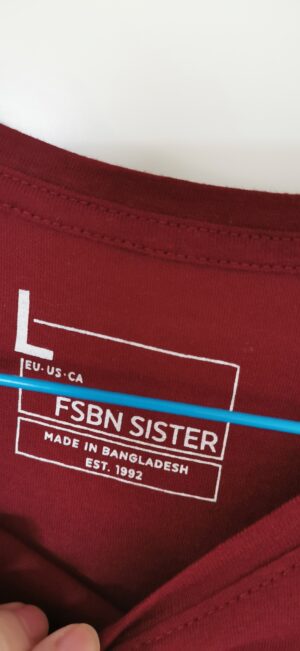 L
EU·US·CA
FSBN SISTER
MADE IN BANGLADESH
EST. 1992